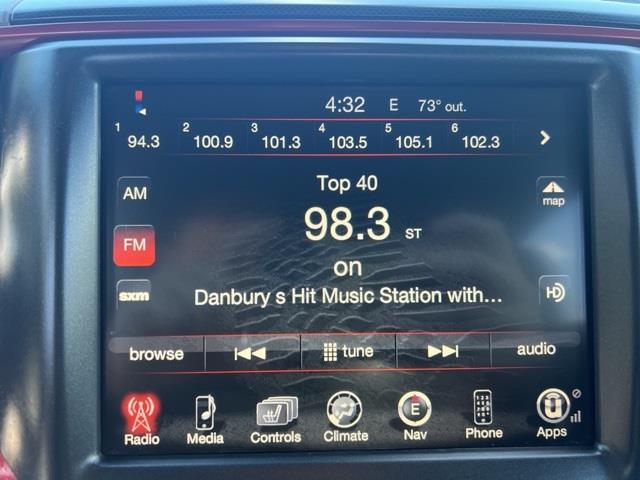 4:32 E 73° out.
1 94.3 2 100.9 3 101.3 4 103.5 5 105.1 6 102.3
Top 40
AM
map
98.3 ST
FM
on
Danbury s Hit Music Station with...
sxm
HD
browse tune audio
E
Radio Media Controls Climate Nav Phone Apps